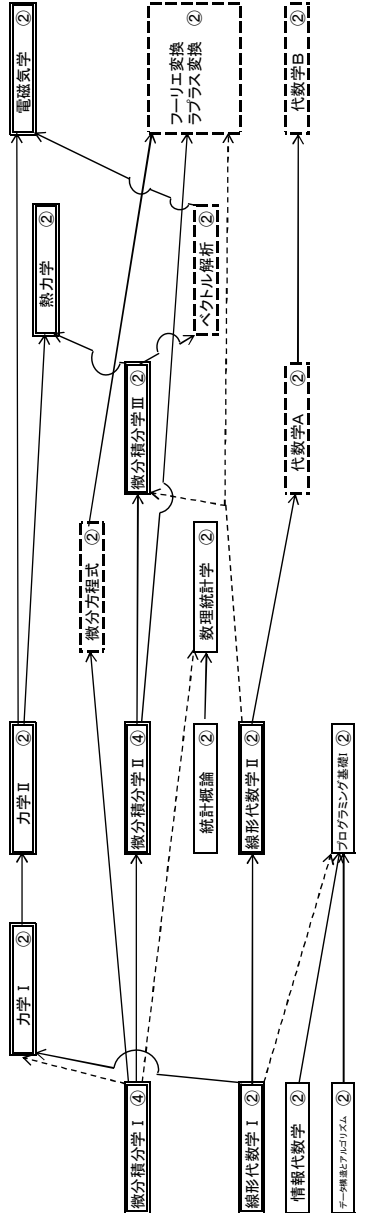 微分積分学Ⅰ ④
線形代数学Ⅰ ②
情報代数学 ②
データ構造とアルゴリズム ②
力学Ⅰ ②
力学Ⅱ ②
微分積分学Ⅱ ④
統計概論 ②
線形代数学Ⅱ ②
プログラミング基礎Ⅰ ②
微分方程式 ②
数理統計学 ②
微分積分学Ⅲ ②
代数学A ②
熱力学 ②
ベクトル解析 ②
電磁気学 ②
フーリエ変換 ②
ラプラス変換
代数学B ②